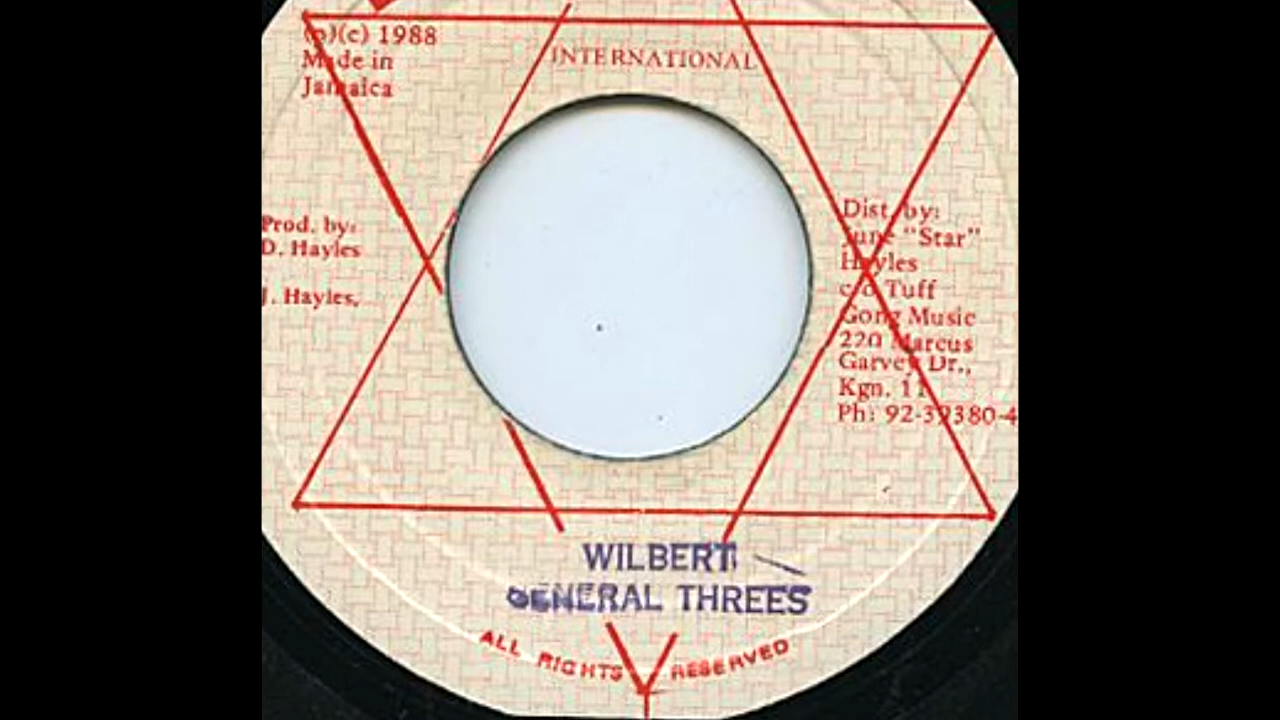 (p)(c) 1988
Made in
Jamaica
INTERNATIONAL
Prod. by:
D. Hayles
J. Hayles,
Dist. by:
June "Star"
Hayles
c/o Tuff
Gong Music
220 Marcus
Garvey Dr.,
Kgn. 11
Ph: 92-39380-4
WILBERT
GENERAL THREES
ALL RIGHTS RESERVED